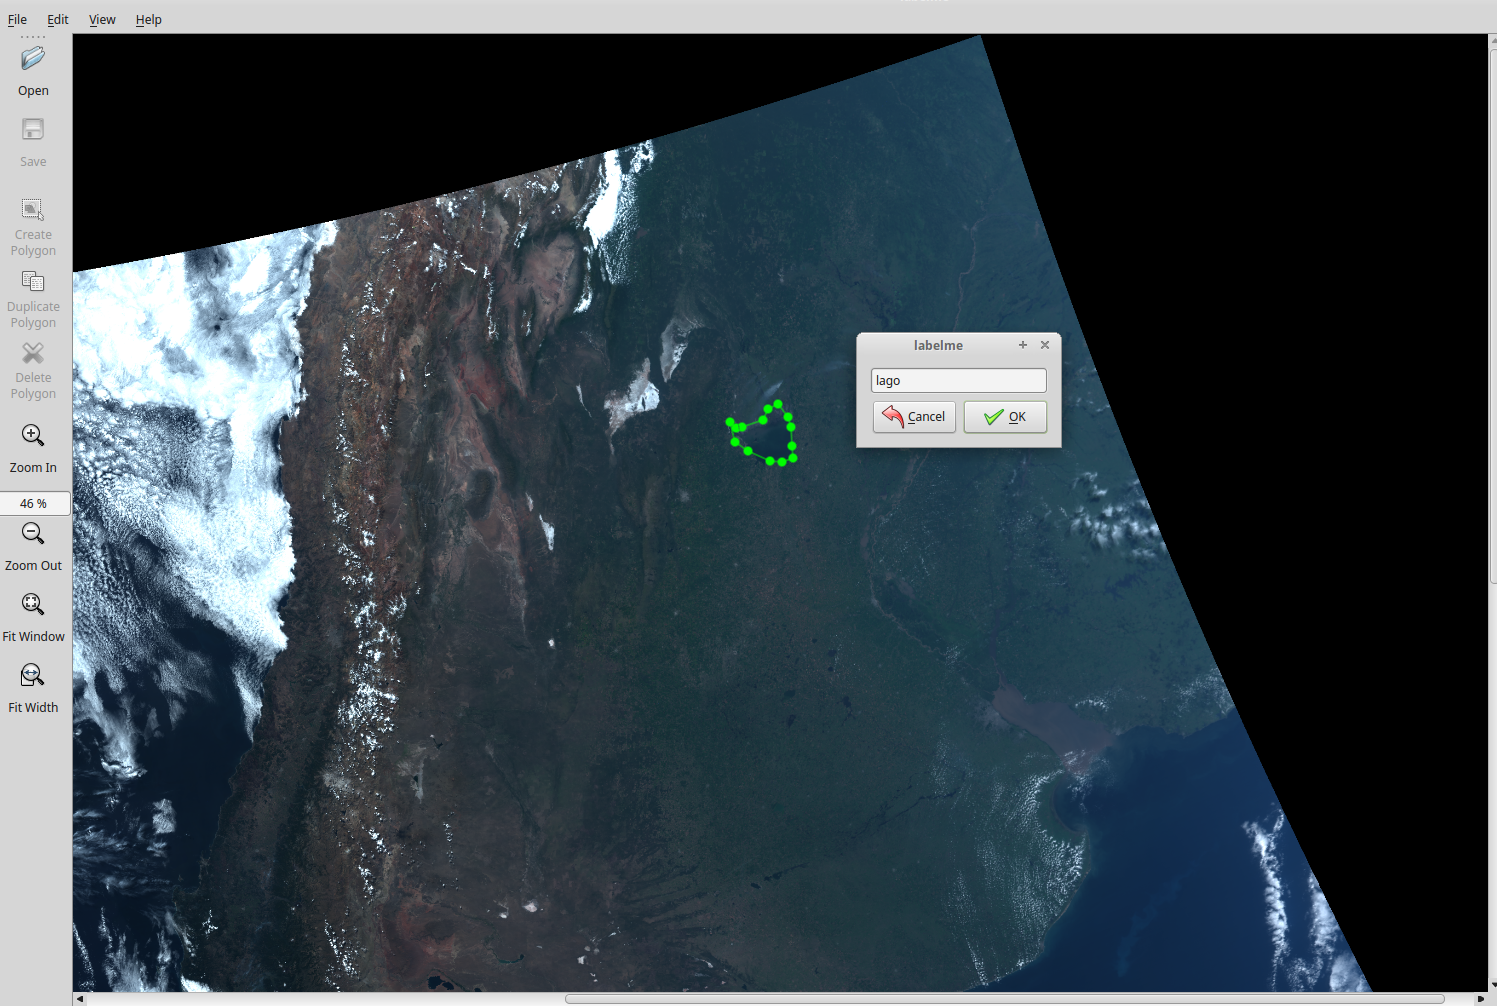 File Edit View Help
Open
Save
Create
Polygon
Duplicate
Polygon
Delete
Polygon
Zoom In
46 %
Zoom Out
Fit Window
Fit Width
labelme
lago
Cancel OK